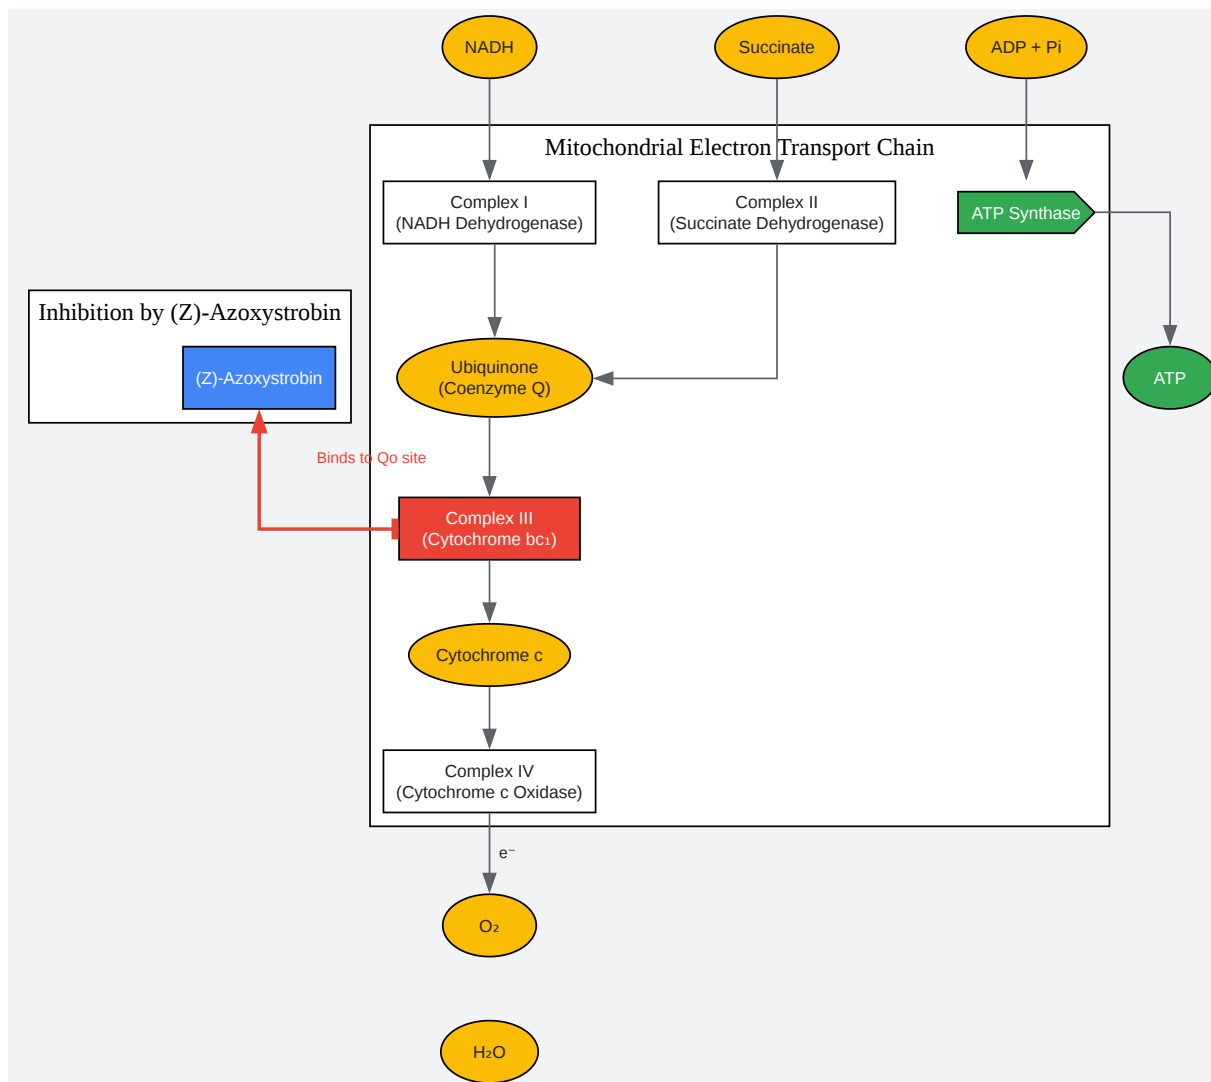 NADH
Succinate
ADP + Pi
Mitochondrial Electron Transport Chain
Complex I
(NADH Dehydrogenase)
Complex II
(Succinate Dehydrogenase)
ATP Synthase
Inhibition by (Z)-Azoxystrobin
(Z)-Azoxystrobin
Ubiquinone
(Coenzyme Q)
ATP
Binds to Qo site
Complex III
(Cytochrome bc₁)
Cytochrome c
Complex IV
(Cytochrome c Oxidase)
e⁻
O₂
H₂O